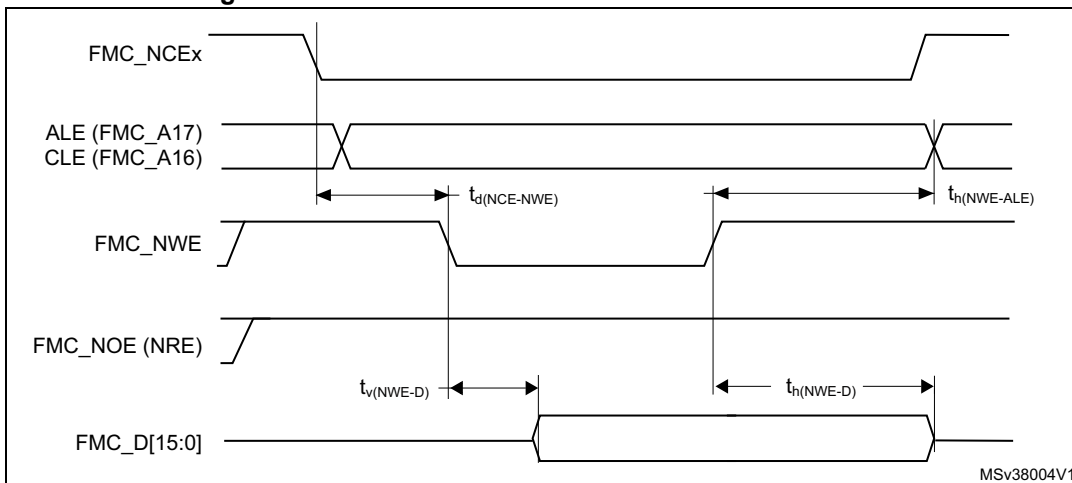 FMC_NCEx
ALE (FMC_A17)
CLE (FMC_A16)
td(NCE-NWE)
th(NWE-ALE)
FMC_NWE
FMC_NOE (NRE)
tv(NWE-D)
th(NWE-D)
FMC_D[15:0]
MSv38004V1